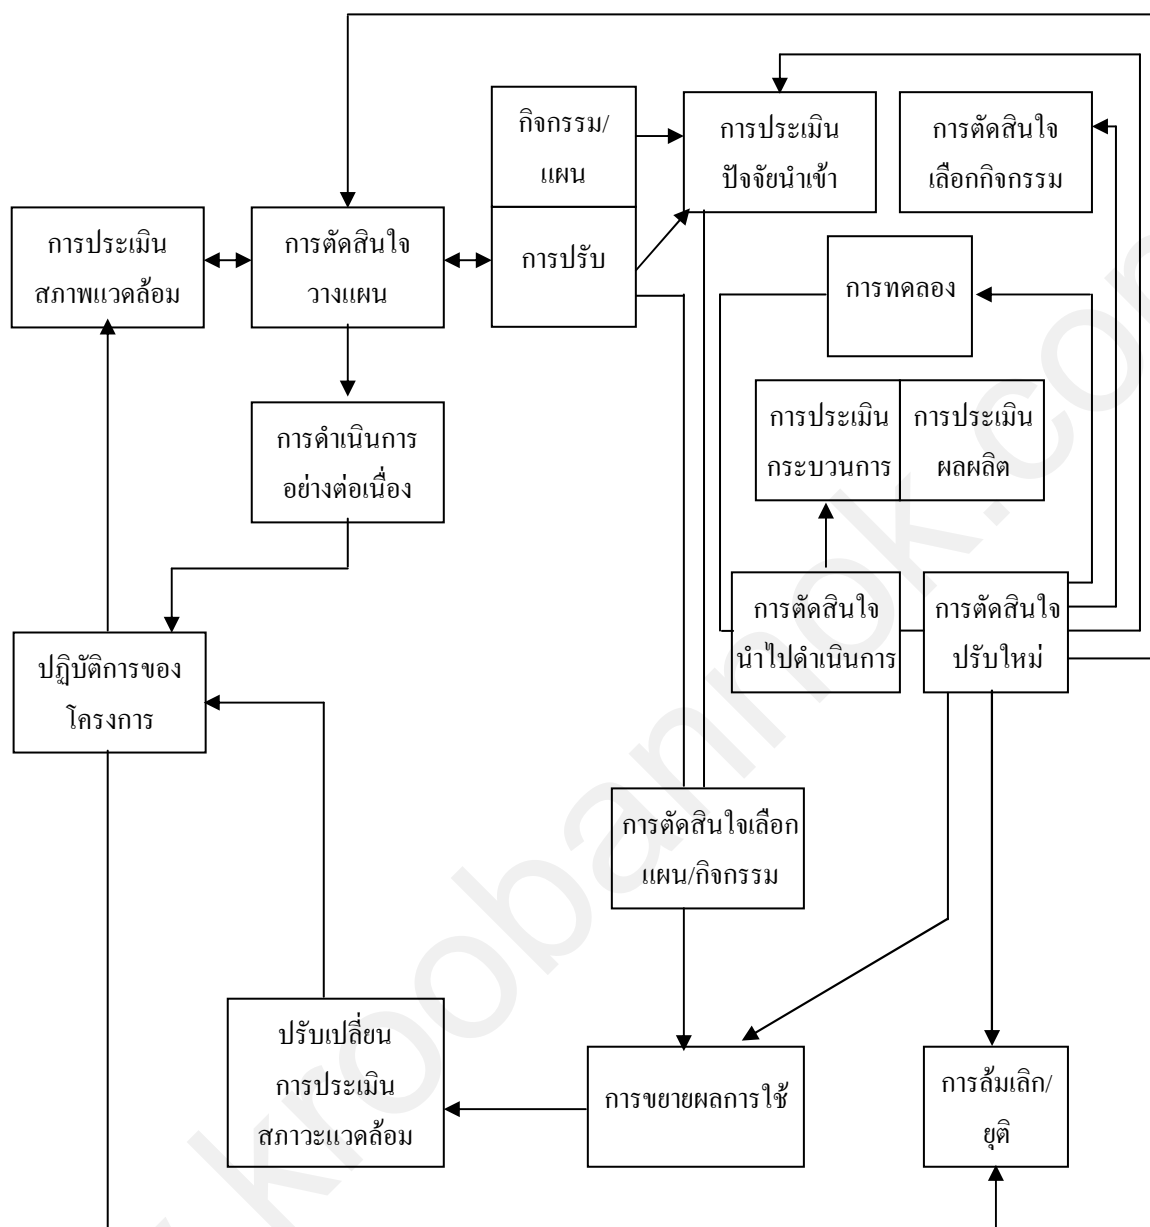 กิจกรรม/
แผน
การประเมิน
ปัจจัยนำเข้า
การตัดสินใจ
เลือกกิจกรรม
การประเมิน
สภาพแวดล้อม
การตัดสินใจ
วางแผน
การปรับ
การทดลอง
การดำเนินการ
อย่างต่อเนื่อง
การประเมิน
กระบวนการ
การประเมิน
ผลผลิต
การตัดสินใจ
นำไปดำเนินการ
การตัดสินใจ
ปรับใหม่
ปฏิบัติการของ
โครงการ
การตัดสินใจเลือก
แผน/กิจกรรม
ปรับเปลี่ยน
การประเมิน
สภาวะแวดล้อม
การขยายผลการใช้
การล้มเลิก/
ยุติ
kroobannok.com